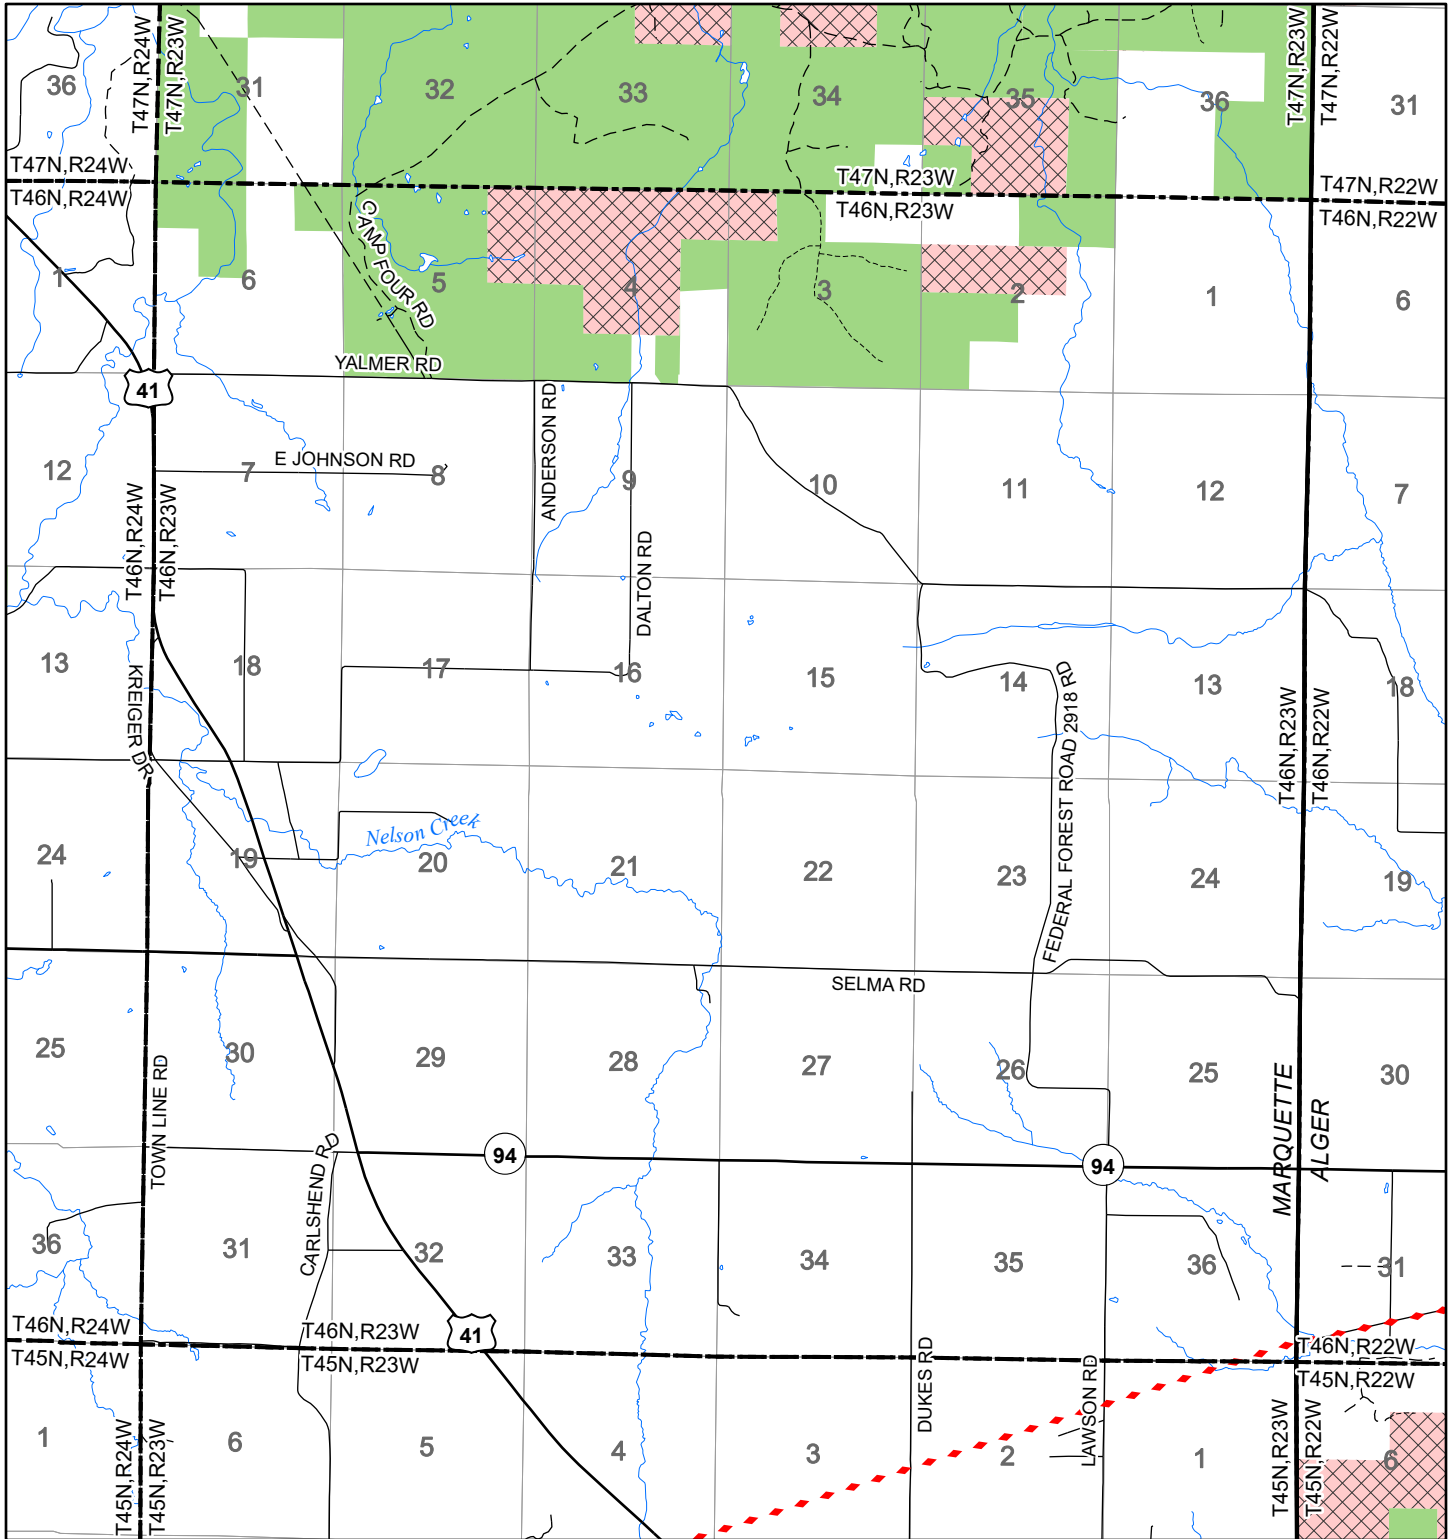 T47N,R24W
T47N,R23W
T47N,R23W
T47N,R22W
36
31
32
33
34
35
36
31
T47N,R24W
T46N,R24W
T47N,R23W
T46N,R23W
T47N,R22W
T46N,R22W
CAMP FOUR RD
1
6
5
4
3
2
1
6
YALMER RD
41
ANDERSON RD
E JOHNSON RD
12
7
8
9
10
11
12
7
T46N,R24W
T46N,R23W
DALTON RD
13
18
17
16
15
14
13
18
KREIGER DR
FEDERAL FOREST ROAD 2918 RD
T46N,R23W
T46N,R22W
Nelson Creek
24
19
20
21
22
23
24
19
SELMA RD
25
30
29
28
27
26
25
30
TOWN LINE RD
MARQUETTE
ALGER
CARLSHEND RD
94
94
36
31
32
33
34
35
36
31
T46N,R24W
T45N,R24W
T46N,R23W
T45N,R23W
41
T46N,R22W
T45N,R22W
DUKES RD
LAWSON RD
1
6
5
4
3
2
1
6
T45N,R24W
T45N,R23W
T45N,R23W
T45N,R22W